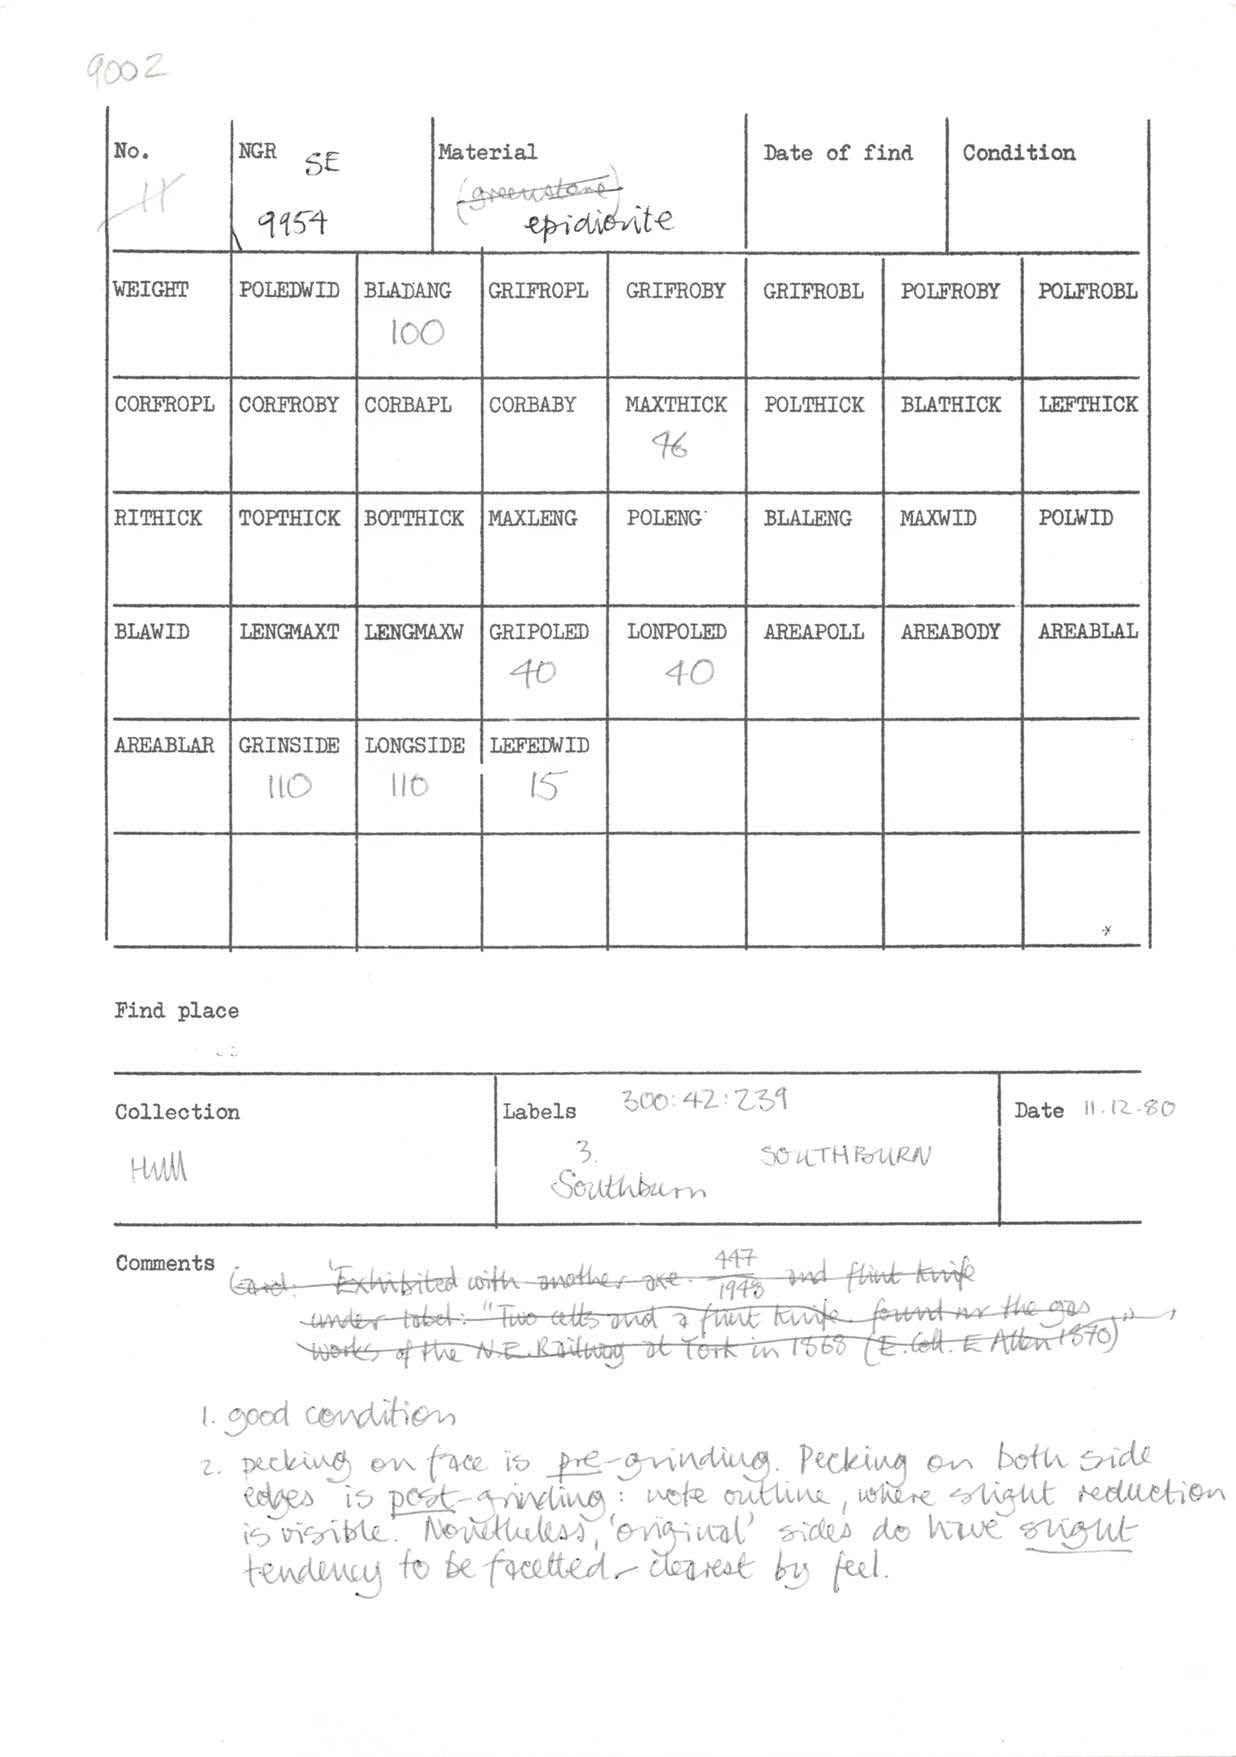 9002
No. NGR SE Material Date of find Condition
11 (greenstone)
9954 epidiorite
WEIGHT POLEDWID BLADANG GRIFROPL GRIFROBY GRIFROBL POLFROBY POLFROBL
100
CORFROPL CORFROBY CORBAPL CORBABY MAXTHICK POLTHICK BLATHICK LEFTHICK
46
RITHICK TOPTHICK BOTTHICK MAXLENG POLENG BLALENG MAXWID POLWID
BLAWID LENGMAXT LENGMAXW GRIPOLED LONPOLED AREAPOLL AREABODY AREABLAL
40 40
AREABLAR GRINSIDE LONGSIDE LEFEDWID
110 110 15
Find place
Collection Labels 300:42:239 Date 11.12.80
Hull 3. SOUTHBURN
Southburn
Comments Card: 'Exhibited with another axe. 447/1948 and flint knife
under label: "Two celts and a flint knife found nr the gas
works of the N.E. Railway at York in 1868 (E. Coll. E Allen 1870)"',
1. good condition
2. pecking on face is pre-grinding. Pecking on both side
edges is post-grinding: note outline, where slight reduction
is visible. Nonetheless, 'original' sides do have slight
tendency to be facetted - clearest by feel.